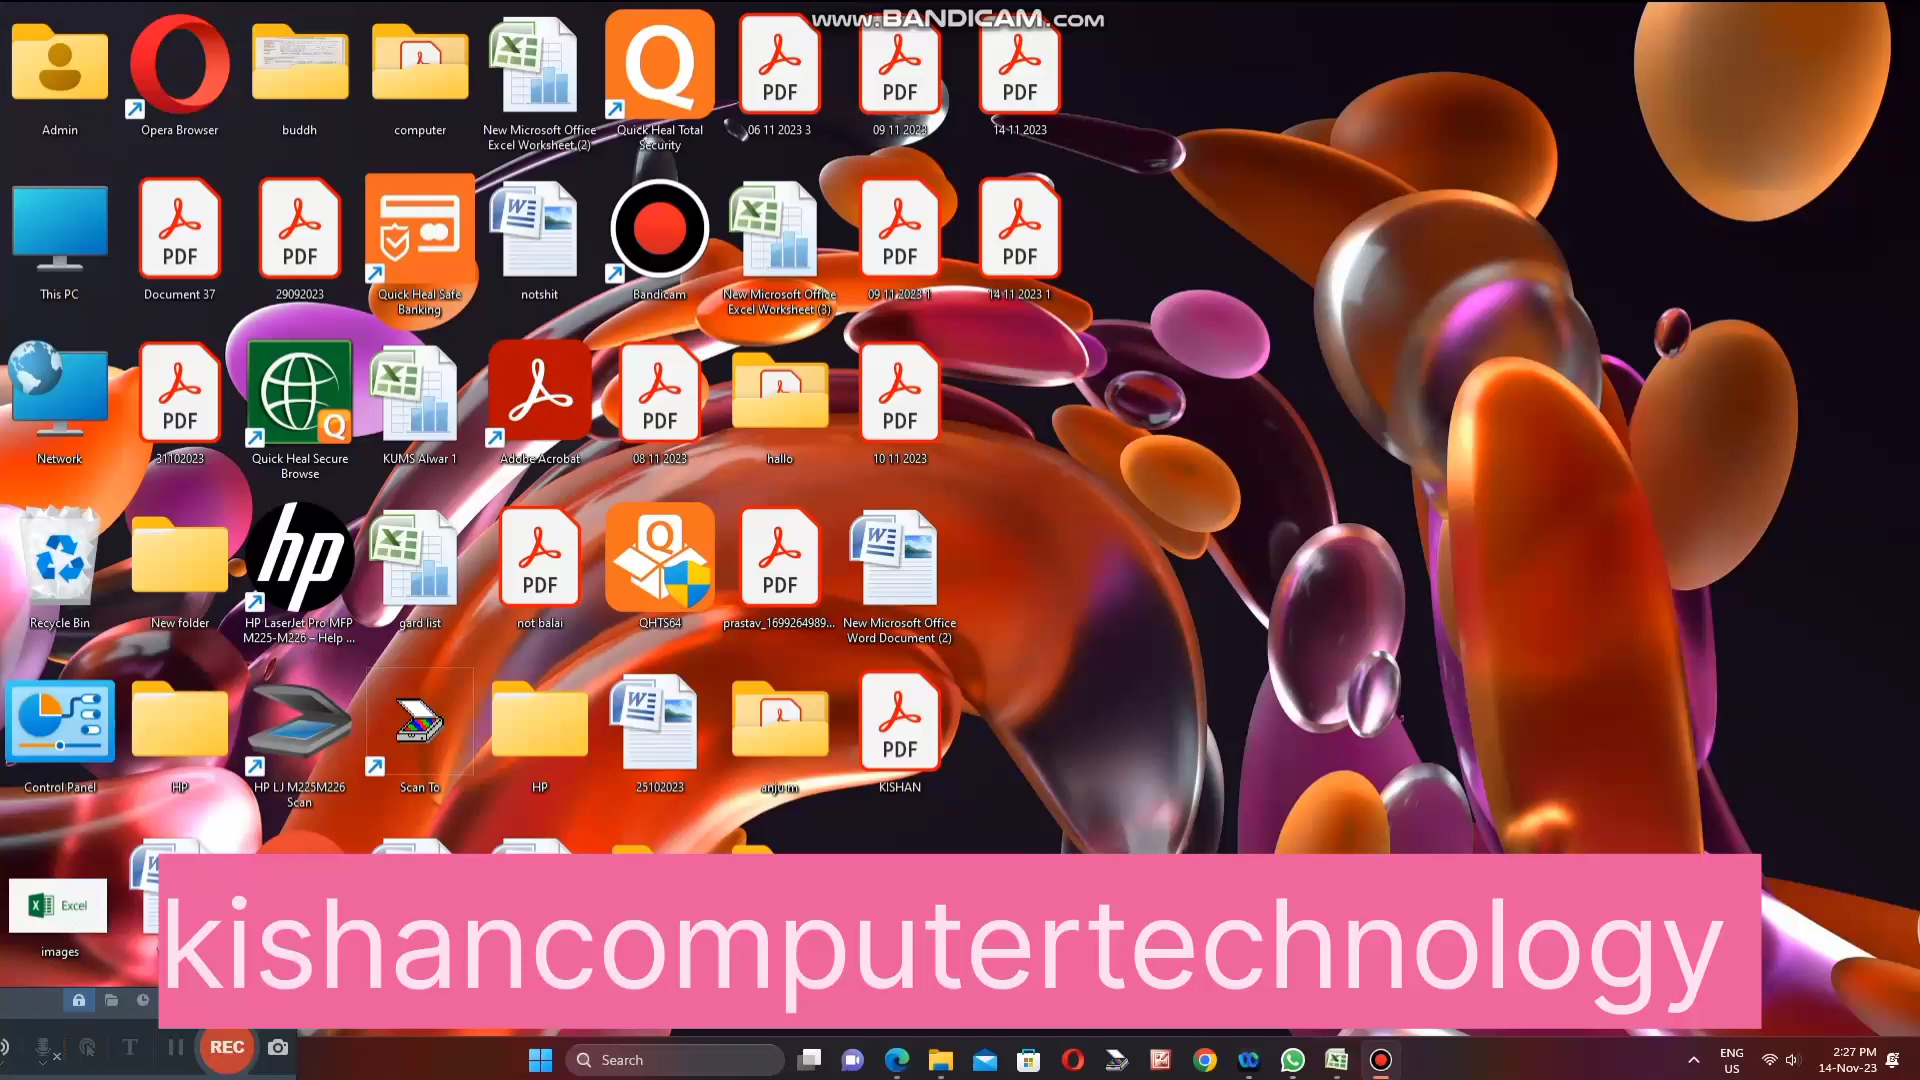 www.BANDICAM.com
Admin
Opera Browser
buddh
computer
New Microsoft Office
Excel Worksheet (2)
Quick Heal Total
Security
PDF
06 11 2023 3
PDF
09 11 2023
PDF
14 11 2023
This PC
PDF
Document 37
PDF
29092023
Quick Heal Safe
Banking
notshit
Bandicam
New Microsoft Office
Excel Worksheet (3)
PDF
09 11 2023 1
PDF
14 11 2023 1
Network
PDF
31102023
Quick Heal Secure
Browse
KUMS Alwar 1
Adobe Acrobat
PDF
08 11 2023
hallo
PDF
10 11 2023
Recycle Bin
New folder
hp
HP LaserJet Pro MFP
M225-M226 – Help ...
gard list
PDF
not balai
QHTS64
PDF
prastav_1699264989...
New Microsoft Office
Word Document (2)
Control Panel
HP
HP LJ M225M226
Scan
Scan To
HP
25102023
anju m
PDF
KISHAN
Excel
images
kishancomputertechnology
REC
Search
ENG
US
2:27 PM
14-Nov-23